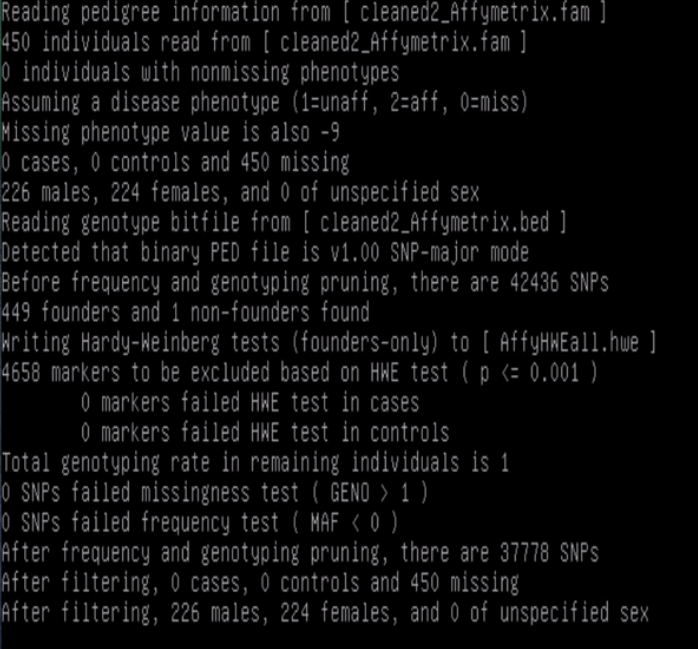 Reading pedigree information from [ cleaned2_Affymetrix.fam ]
450 individuals read from [ cleaned2_Affymetrix.fam ]
0 individuals with nonmissing phenotypes
Assuming a disease phenotype (1=unaff, 2=aff, 0=miss)
Missing phenotype value is also -9
0 cases, 0 controls and 450 missing
226 males, 224 females, and 0 of unspecified sex
Reading genotype bitfile from [ cleaned2_Affymetrix.bed ]
Detected that binary PED file is v1.00 SNP-major mode
Before frequency and genotyping pruning, there are 42436 SNPs
449 founders and 1 non-founders found
Writing Hardy-Weinberg tests (founders-only) to [ AffyHWEall.hwe ]
4658 markers to be excluded based on HWE test ( p <= 0.001 )
        0 markers failed HWE test in cases
        0 markers failed HWE test in controls
Total genotyping rate in remaining individuals is 1
0 SNPs failed missingness test ( GENO > 1 )
0 SNPs failed frequency test ( MAF < 0 )
After frequency and genotyping pruning, there are 37778 SNPs
After filtering, 0 cases, 0 controls and 450 missing
After filtering, 226 males, 224 females, and 0 of unspecified sex